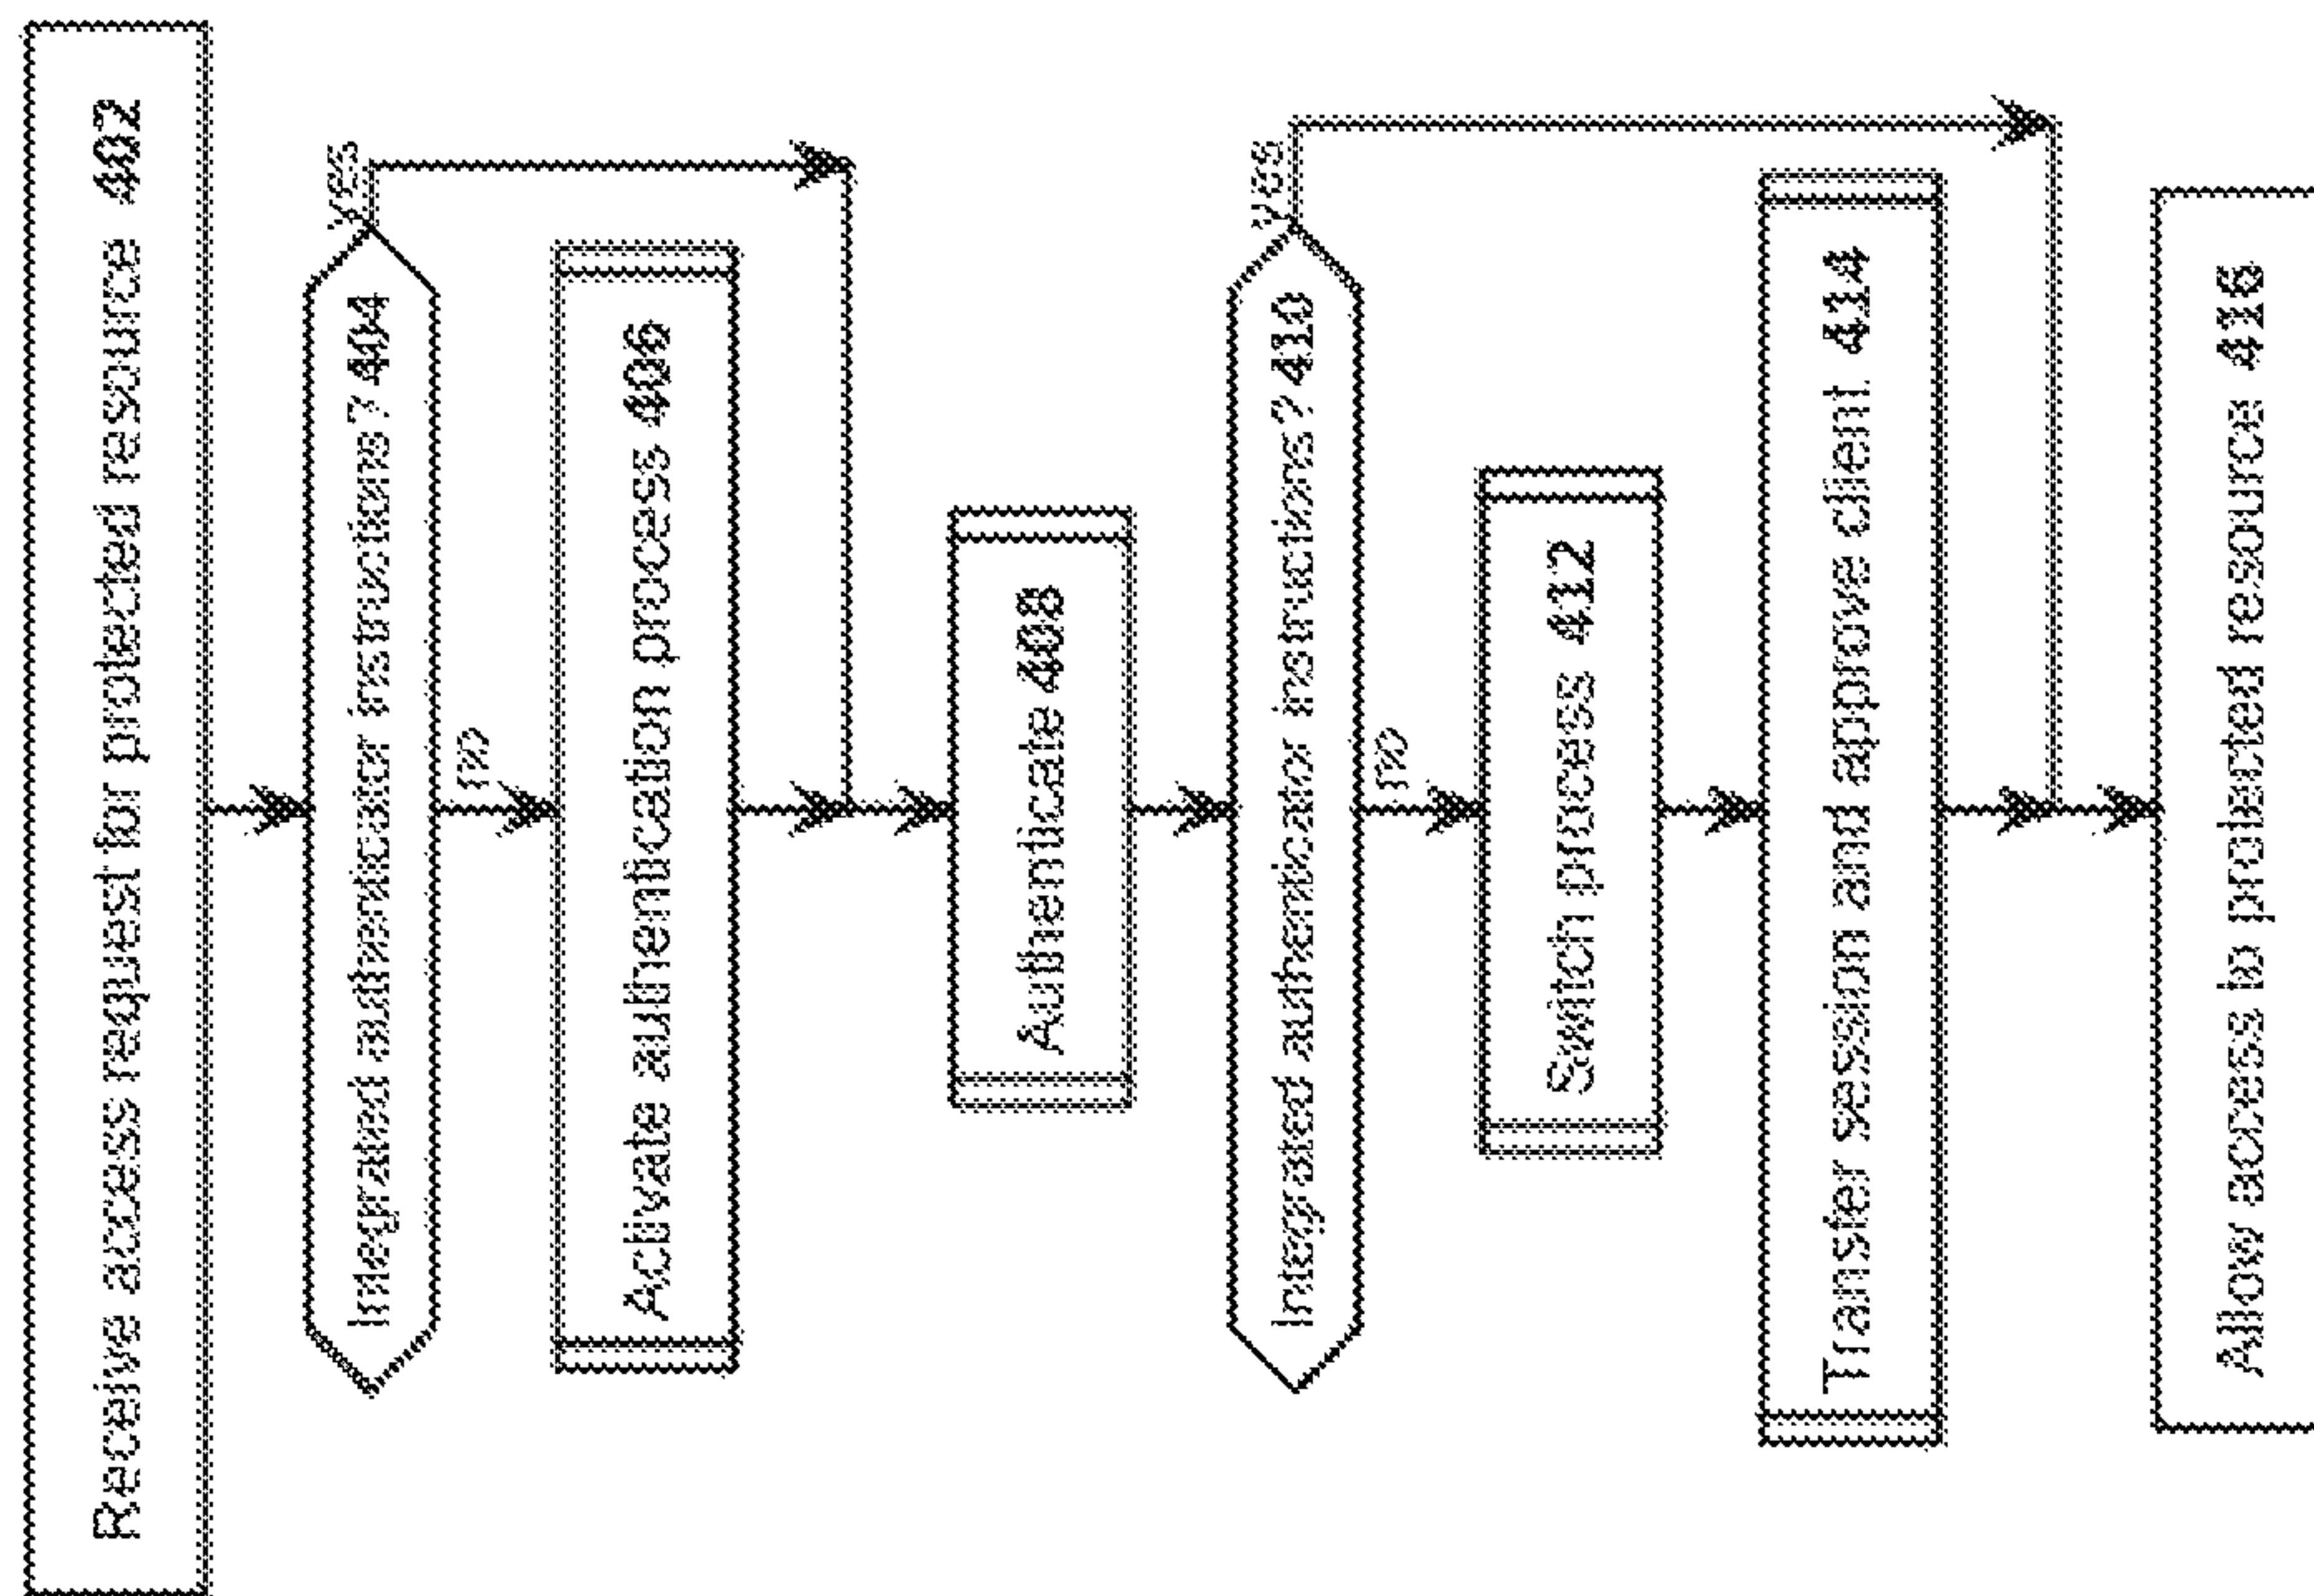 Receive access request for protected resource 402
Integrated authenticator instructions? 404
yes
no
Activate authentication process 406
Authenticate 408
Integrated authenticator instructions? 410
yes
no
Switch process 412
Transfer session and approve client 414
Allow access to protected resource 416